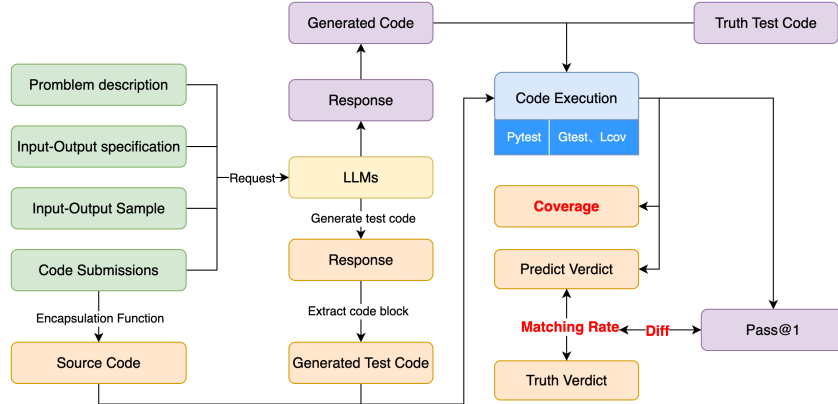 Generated Code
Truth Test Code
Promblem description
Response
Code Execution
Pytest
Gtest、Lcov
Input-Output specification
Request
LLMs
Input-Output Sample
Generate test code
Coverage
Code Submissions
Response
Predict Verdict
Encapsulation Function
Extract code block
Matching Rate
Diff
Pass@1
Source Code
Generated Test Code
Truth Verdict